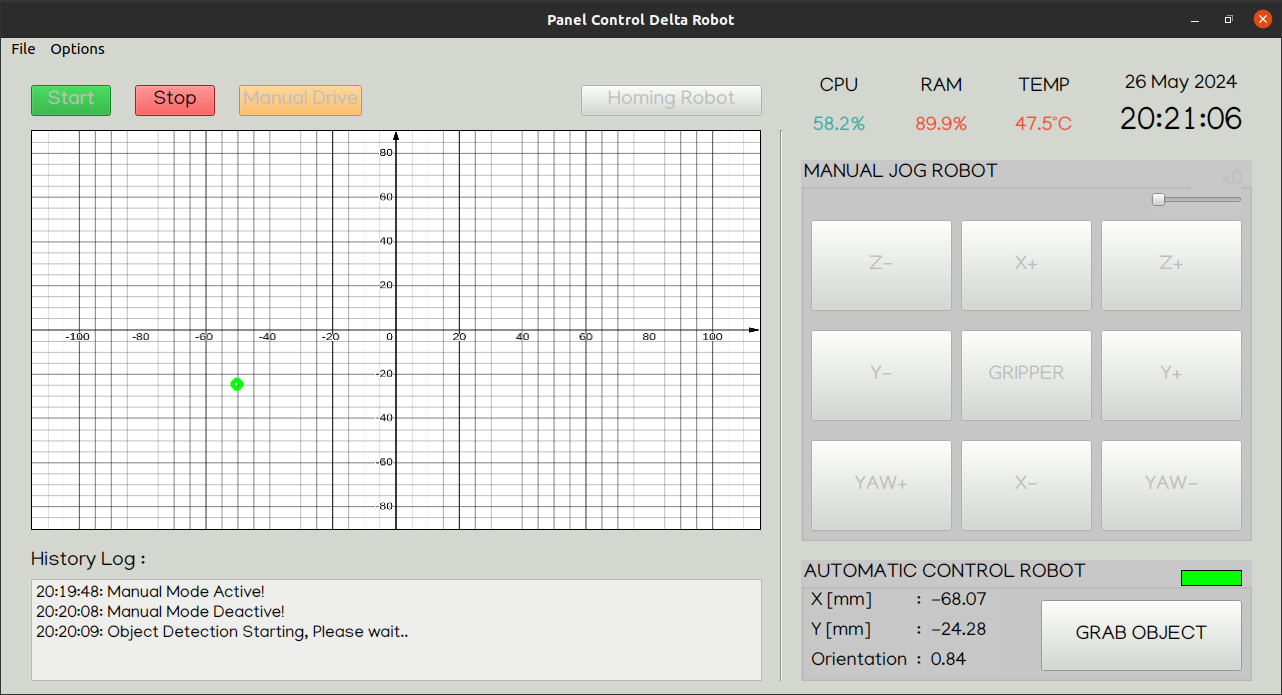 Panel Control Delta Robot
File Options
Start Stop Manual Drive Homing Robot
CPU RAM TEMP 26 May 2024
58.2% 89.9% 47.5°C 20:21:06
80
60
40
20
-100 -80 -60 -40 -20 0 20 40 60 80 100
-20
-40
-60
-80
History Log :
20:19:48: Manual Mode Active!
20:20:08: Manual Mode Deactive!
20:20:09: Object Detection Starting, Please wait..
MANUAL JOG ROBOT x0
Z- X+ Z+
Y- GRIPPER Y+
YAW+ X- YAW-
AUTOMATIC CONTROL ROBOT
X [mm] : -68.07
Y [mm] : -24.28
Orientation : 0.84
GRAB OBJECT